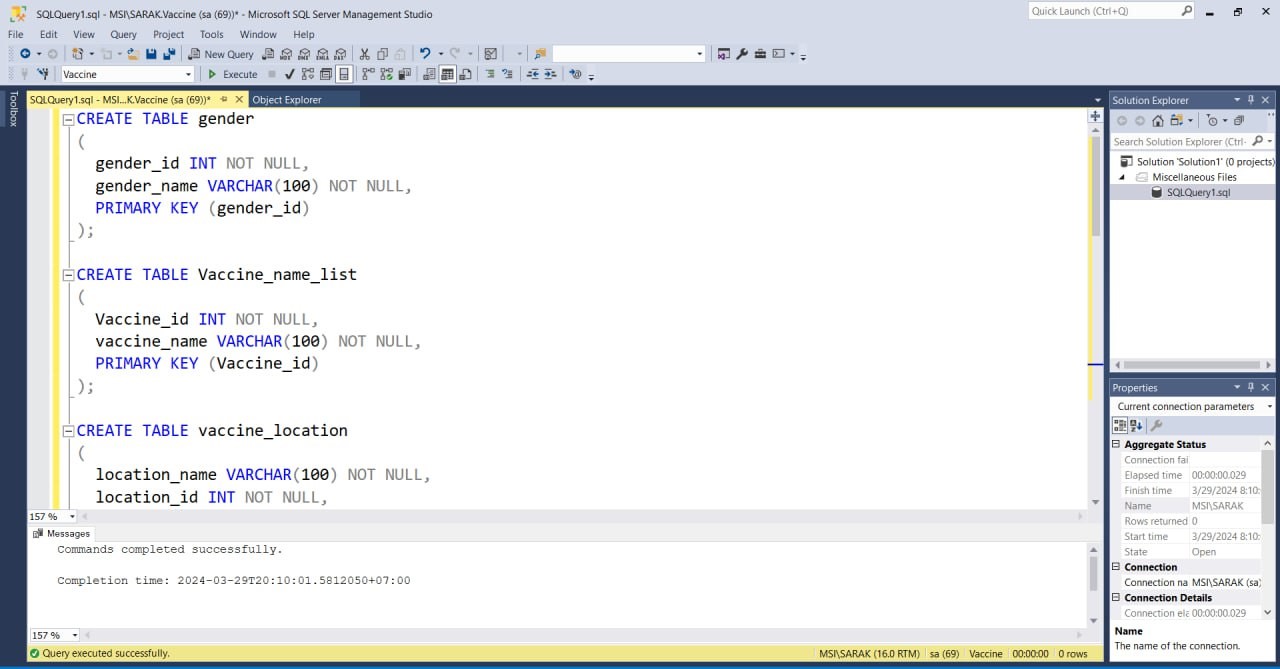 SQLQuery1.sql - MSI\SARAK.Vaccine (sa (69))* - Microsoft SQL Server Management Studio
Quick Launch (Ctrl+Q)
File Edit View Query Project Tools Window Help
New Query
Vaccine Execute
Toolbox
SQLQuery1.sql - MSI...K.Vaccine (sa (69))* Object Explorer
CREATE TABLE gender
(
gender_id INT NOT NULL,
gender_name VARCHAR(100) NOT NULL,
PRIMARY KEY (gender_id)
);
CREATE TABLE Vaccine_name_list
(
Vaccine_id INT NOT NULL,
vaccine_name VARCHAR(100) NOT NULL,
PRIMARY KEY (Vaccine_id)
);
CREATE TABLE vaccine_location
(
location_name VARCHAR(100) NOT NULL,
location_id INT NOT NULL,
157 %
Messages
Commands completed successfully.
Completion time: 2024-03-29T20:10:01.5812050+07:00
157 %
Query executed successfully. MSI\SARAK (16.0 RTM) sa (69) Vaccine 00:00:00 0 rows
Solution Explorer
Search Solution Explorer (Ctrl-
Solution 'Solution1' (0 projects)
Miscellaneous Files
SQLQuery1.sql
Properties
Current connection parameters
Aggregate Status
Connection fai
Elapsed time 00:00:00.029
Finish time 3/29/2024 8:10:
Name MSI\SARAK
Rows returned 0
Start time 3/29/2024 8:10:
State Open
Connection
Connection na MSI\SARAK (sa)
Connection Details
Connection ela 00:00:00.029
Name
The name of the connection.